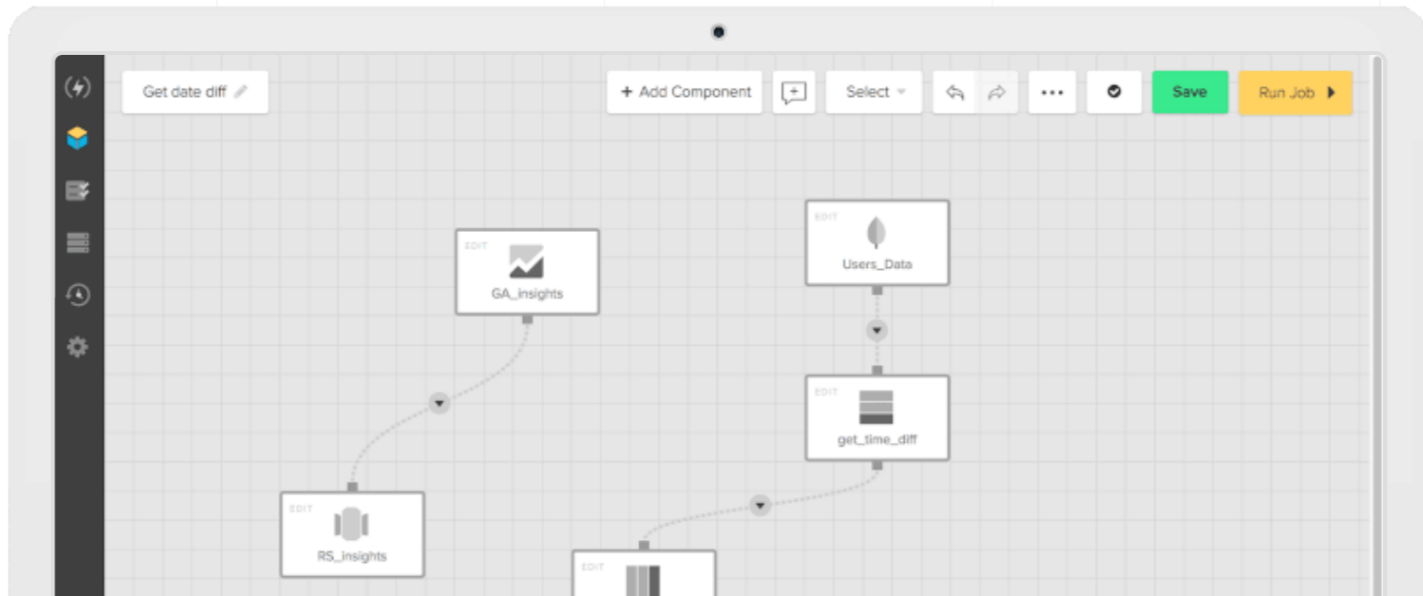 Get date diff
+ Add Component
Select
Save
Run Job
EDIT
Users_Data
EDIT
GA_insights
EDIT
get_time_diff
EDIT
RS_insights
EDIT